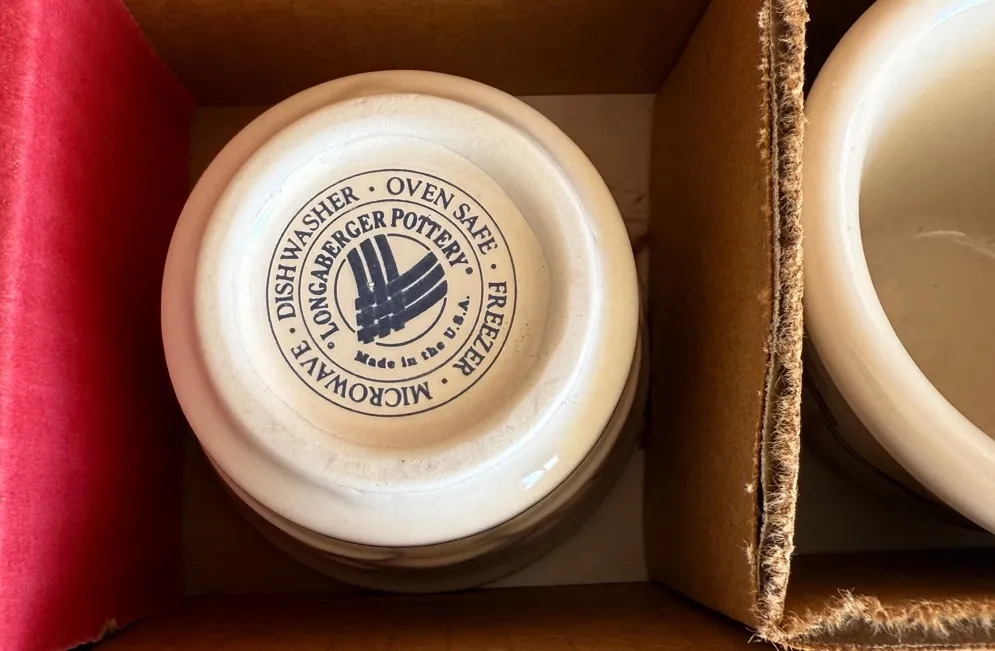 DISHWASHER · OVEN SAFE · FREEZER · MICROWAVE ·
LONGABERGER POTTERY
Made in the U.S.A.